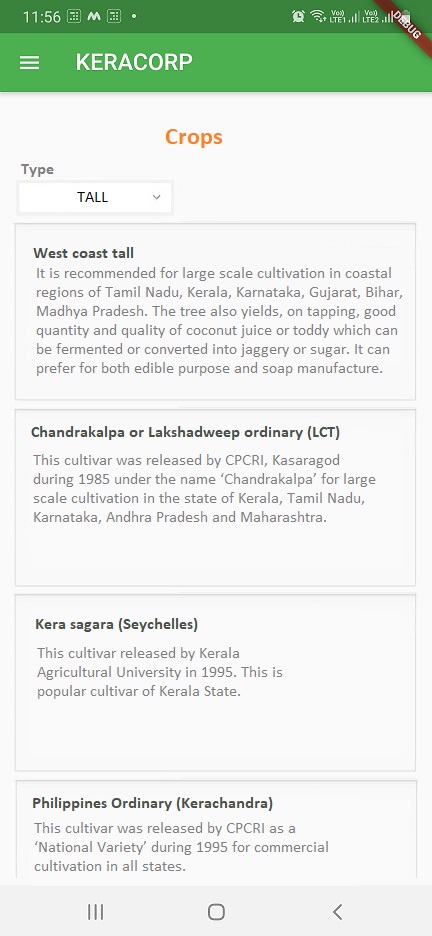 11:56
Vo)) LTE1 Vo)) LTE2
DEBUG
KERACORP
Crops
Type
TALL
West coast tall
It is recommended for large scale cultivation in coastal
regions of Tamil Nadu, Kerala, Karnataka, Gujarat, Bihar,
Madhya Pradesh. The tree also yields, on tapping, good
quantity and quality of coconut juice or toddy which can
be fermented or converted into jaggery or sugar. It can
prefer for both edible purpose and soap manufacture.
Chandrakalpa or Lakshadweep ordinary (LCT)
This cultivar was released by CPCRI, Kasaragod
during 1985 under the name ‘Chandrakalpa’ for large
scale cultivation in the state of Kerala, Tamil Nadu,
Karnataka, Andhra Pradesh and Maharashtra.
Kera sagara (Seychelles)
This cultivar released by Kerala
Agricultural University in 1995. This is
popular cultivar of Kerala State.
Philippines Ordinary (Kerachandra)
This cultivar was released by CPCRI as a
‘National Variety’ during 1995 for commercial
cultivation in all states.